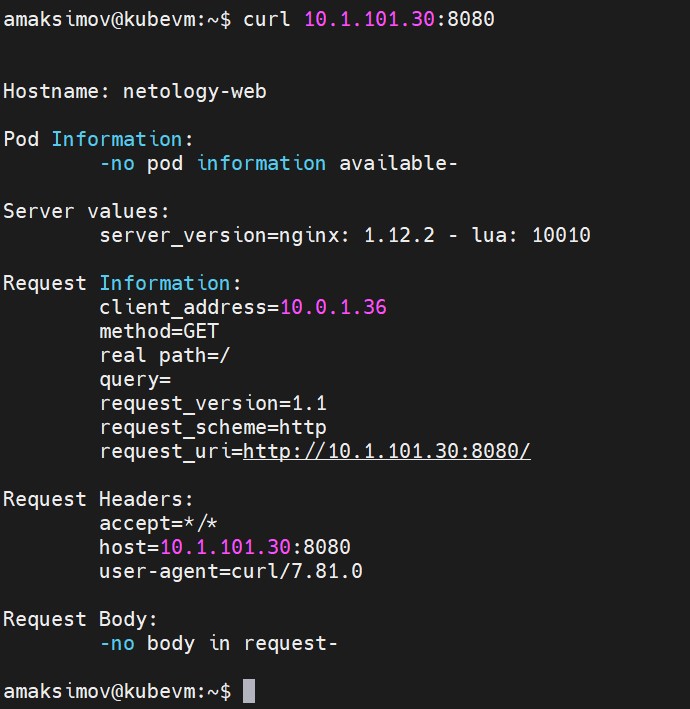 amaksimov@kubevm:~$ curl 10.1.101.30:8080
Hostname: netology-web
Pod Information:
-no pod information available-
Server values:
server_version=nginx: 1.12.2 - lua: 10010
Request Information:
client_address=10.0.1.36
method=GET
real path=/
query=
request_version=1.1
request_scheme=http
request_uri=http://10.1.101.30:8080/
Request Headers:
accept=*/*
host=10.1.101.30:8080
user-agent=curl/7.81.0
Request Body:
-no body in request-
amaksimov@kubevm:~$